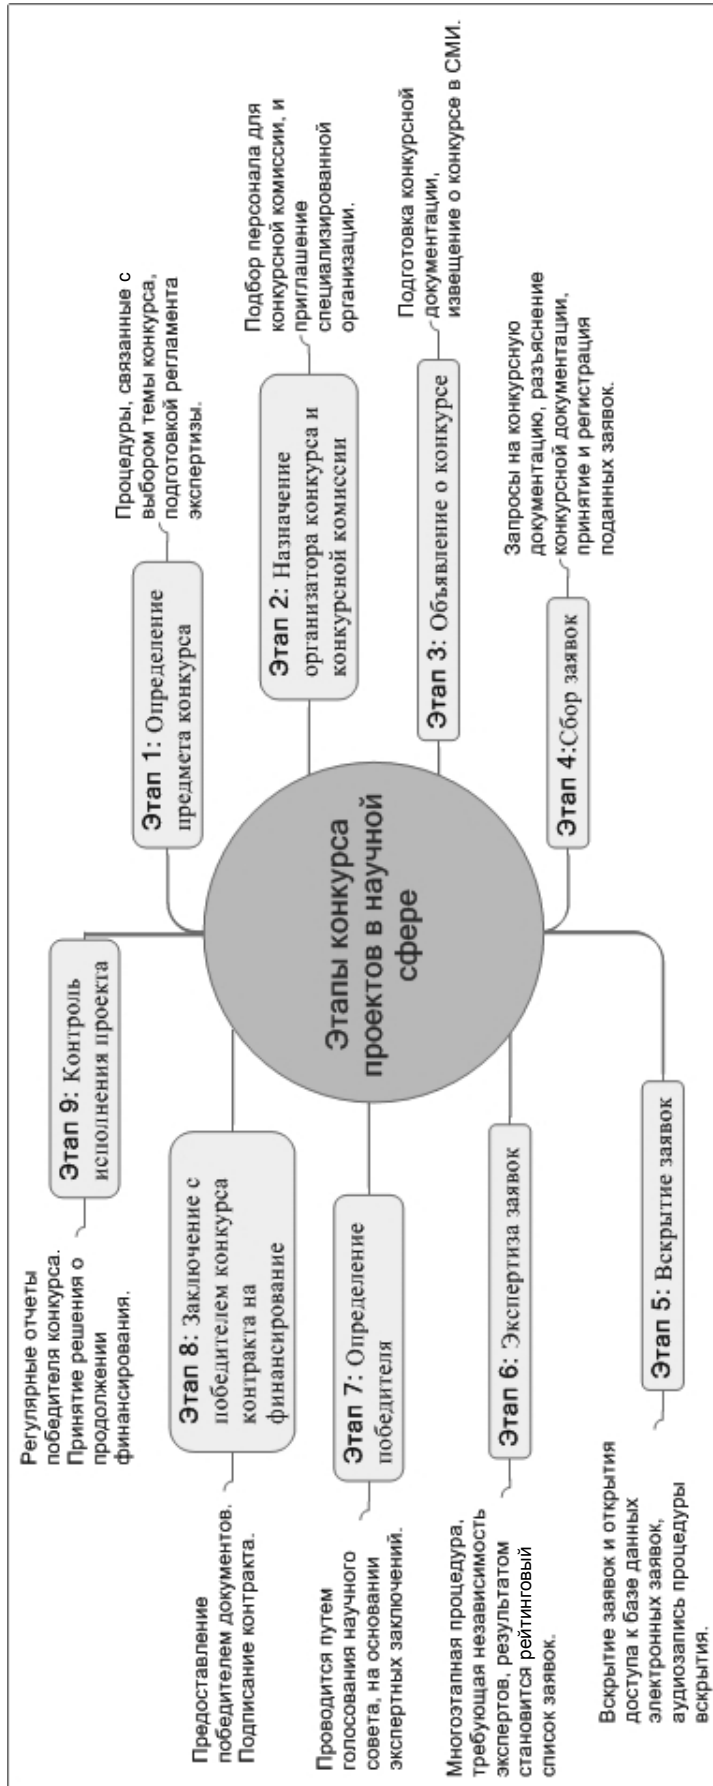 Этапы конкурса
проектов в научной
сфере
Этап 1: Определение
предмета конкурса
Процедуры, связанные с
выбором темы конкурса,
подготовкой регламента
экспертизы.
Этап 2: Назначение
организатора конкурса и
конкурсной комиссии
Подбор персонала для
конкурсной комиссии, и
приглашение
специализированной
организации.
Этап 3: Объявление о конкурсе
Подготовка конкурсной
документации,
извещение о конкурсе в СМИ.
Этап 4:Сбор заявок
Запросы на конкурсную
документацию, разъяснение
конкурсной документации,
принятие и регистрация
поданных заявок.
Этап 5: Вскрытие заявок
Вскрытие заявок и открытия
доступа к базе данных
электронных заявок,
аудиозапись процедуры
вскрытия.
Этап 6: Экспертиза заявок
Многоэтапная процедура,
требующая независимость
экспертов, результатом
становится рейтинговый
список заявок.
Этап 7: Определение
победителя
Проводится путем
голосования научного
совета, на основании
экспертных заключений.
Этап 8: Заключение с
победителем конкурса
контракта на
финансирование
Предоставление
победителем документов.
Подписание контракта.
Этап 9: Контроль
исполнения проекта
Регулярные отчеты
победителя конкурса.
Принятие решения о
продолжении
финансирования.